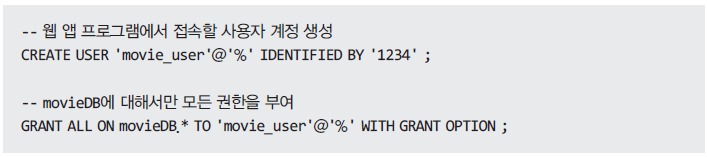 -- 웹 앱 프로그램에서 접속할 사용자 계정 생성
CREATE USER 'movie_user'@'%' IDENTIFIED BY '1234' ;
-- movieDB에 대해서만 모든 권한을 부여
GRANT ALL ON movieDB.* TO 'movie_user'@'%' WITH GRANT OPTION ;